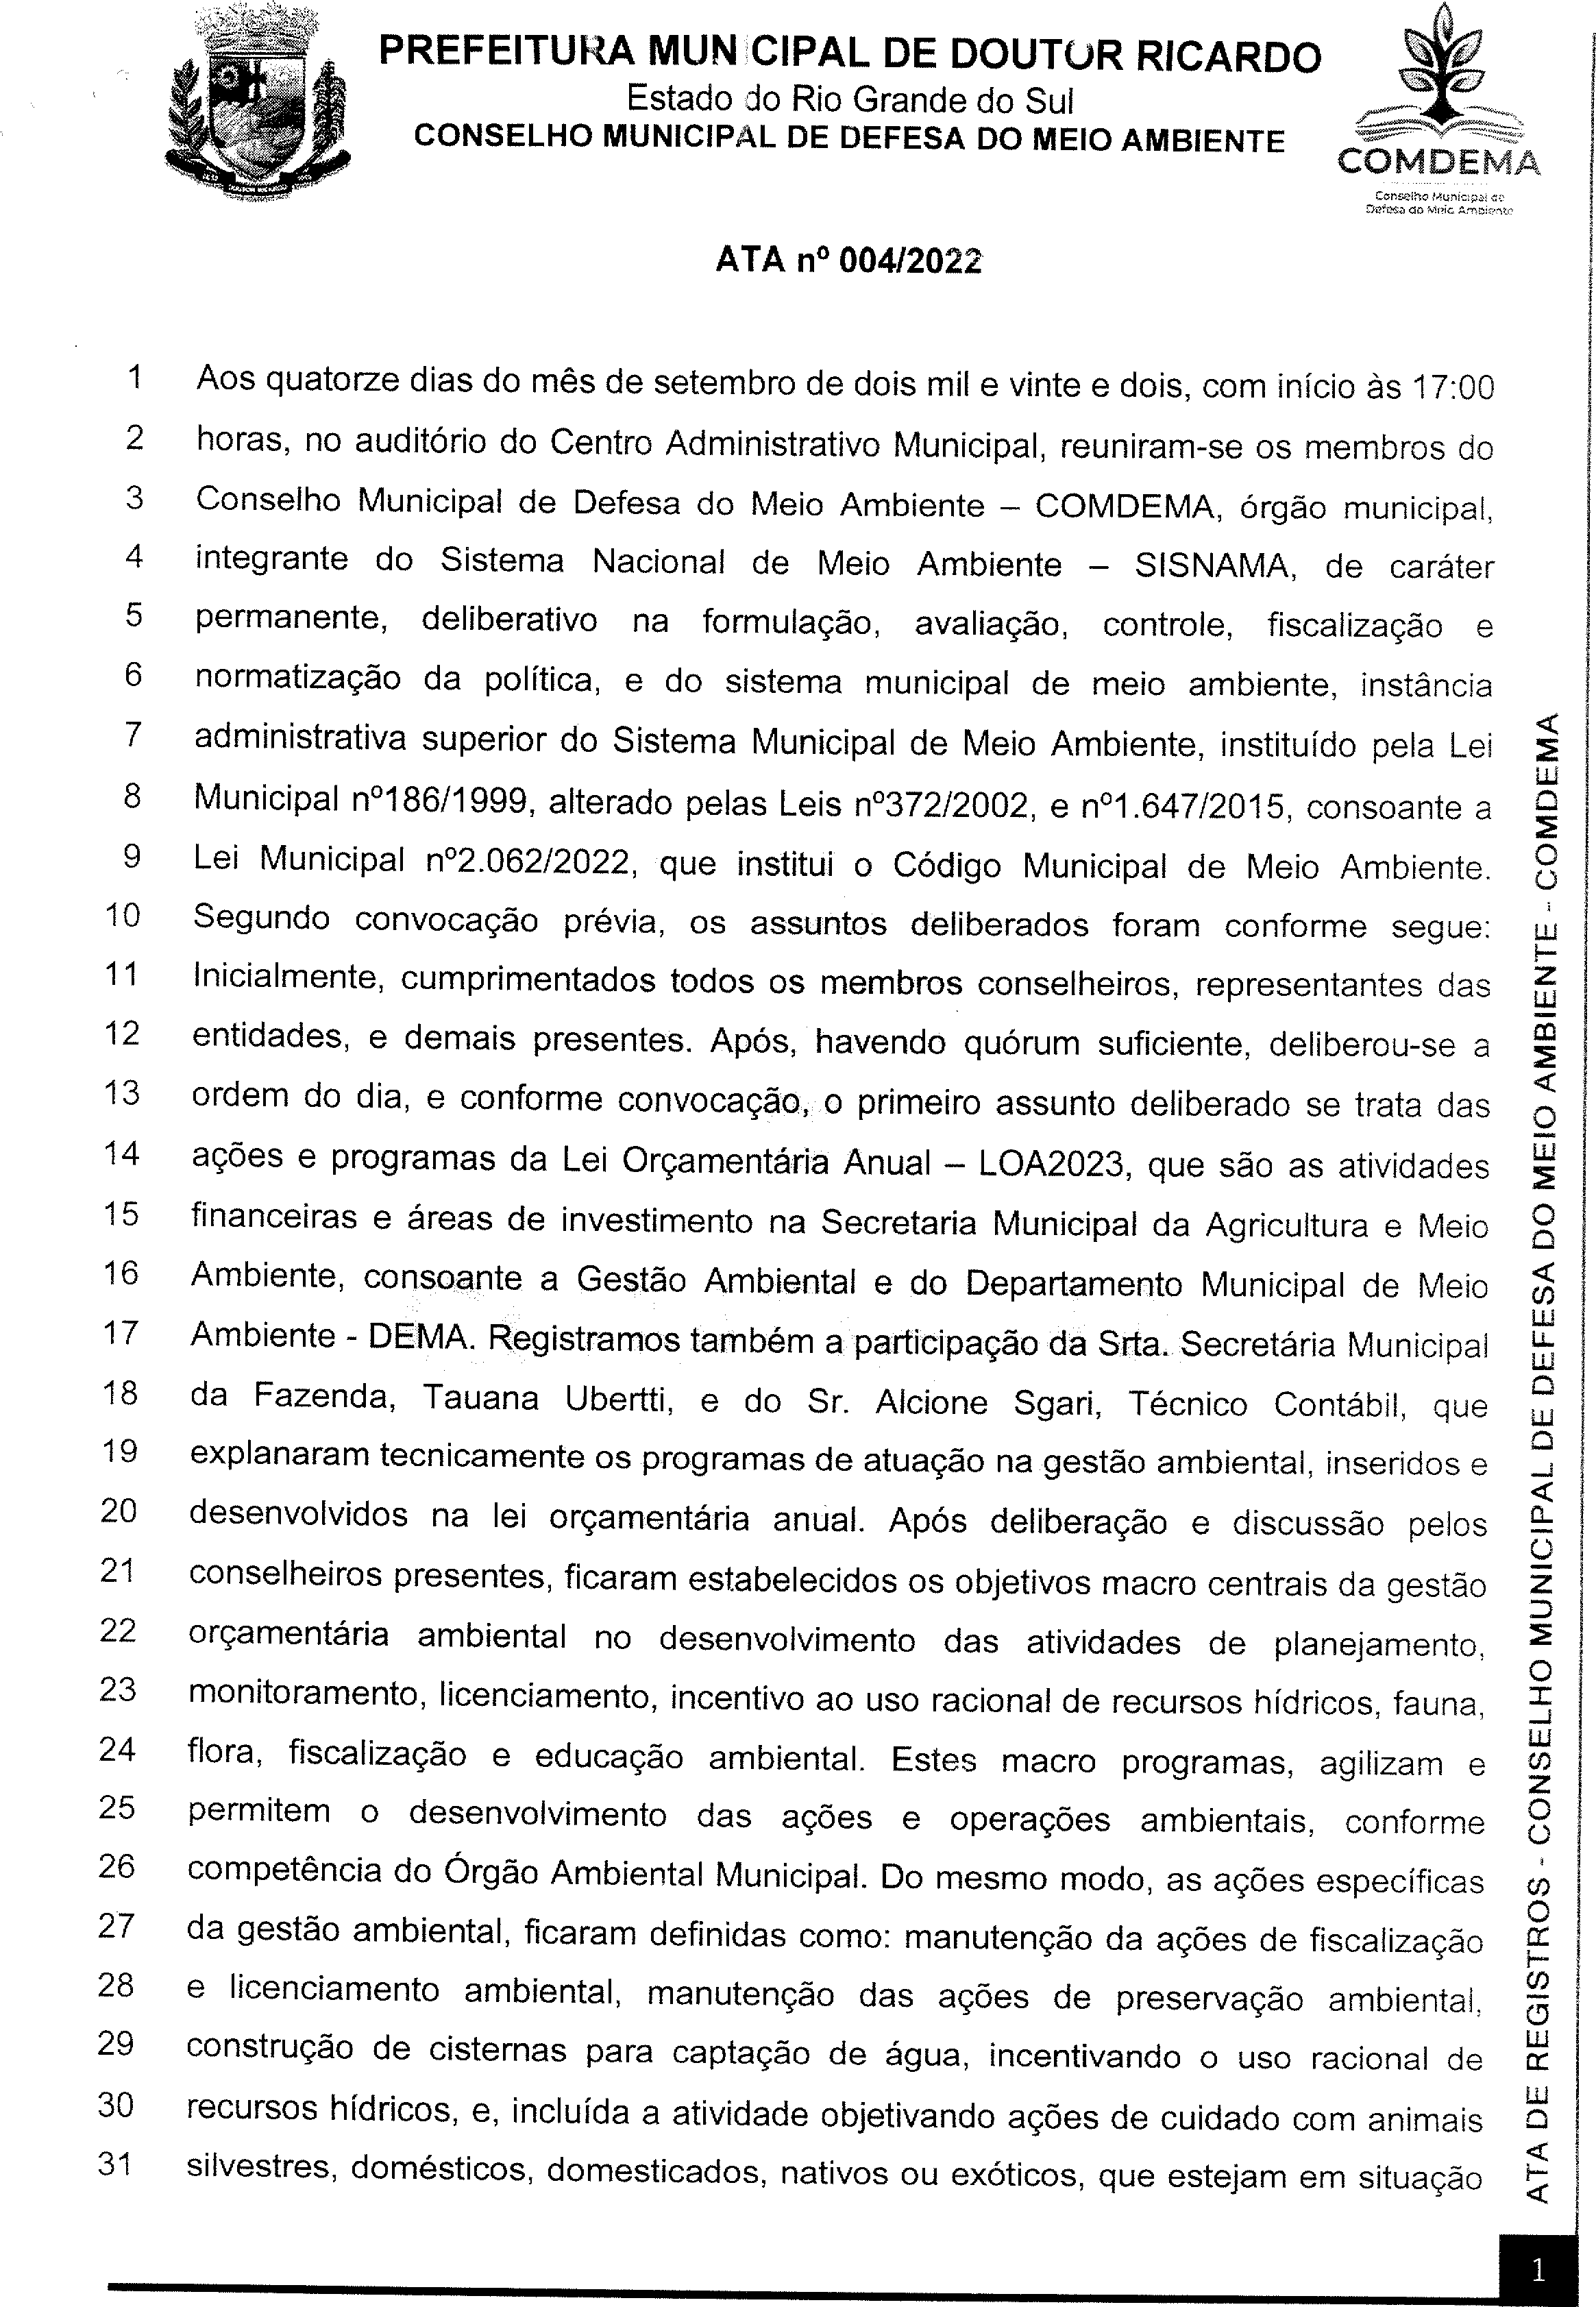 PREFEITURA MUNICIPAL DE DOUTOR RICARDO
Estado do Rio Grande do Sul
CONSELHO MUNICIPAL DE DEFESA DO MEIO AMBIENTE
COMDEMA
Conselho Municipal de
Defesa do Meio Ambiente
ATA nº 004/2022
1 Aos quatorze dias do mês de setembro de dois mil e vinte e dois, com início às 17:00
2 horas, no auditório do Centro Administrativo Municipal, reuniram-se os membros do
3 Conselho Municipal de Defesa do Meio Ambiente – COMDEMA, órgão municipal,
4 integrante do Sistema Nacional de Meio Ambiente – SISNAMA, de caráter
5 permanente, deliberativo na formulação, avaliação, controle, fiscalização e
6 normatização da política, e do sistema municipal de meio ambiente, instância
7 administrativa superior do Sistema Municipal de Meio Ambiente, instituído pela Lei
8 Municipal nº186/1999, alterado pelas Leis nº372/2002, e nº1.647/2015, consoante a
9 Lei Municipal nº2.062/2022, que institui o Código Municipal de Meio Ambiente.
10 Segundo convocação prévia, os assuntos deliberados foram conforme segue:
11 Inicialmente, cumprimentados todos os membros conselheiros, representantes das
12 entidades, e demais presentes. Após, havendo quórum suficiente, deliberou-se a
13 ordem do dia, e conforme convocação, o primeiro assunto deliberado se trata das
14 ações e programas da Lei Orçamentária Anual – LOA2023, que são as atividades
15 financeiras e áreas de investimento na Secretaria Municipal da Agricultura e Meio
16 Ambiente, consoante a Gestão Ambiental e do Departamento Municipal de Meio
17 Ambiente - DEMA. Registramos também a participação da Srta. Secretária Municipal
18 da Fazenda, Tauana Ubertti, e do Sr. Alcione Sgari, Técnico Contábil, que
19 explanaram tecnicamente os programas de atuação na gestão ambiental, inseridos e
20 desenvolvidos na lei orçamentária anual. Após deliberação e discussão pelos
21 conselheiros presentes, ficaram estabelecidos os objetivos macro centrais da gestão
22 orçamentária ambiental no desenvolvimento das atividades de planejamento,
23 monitoramento, licenciamento, incentivo ao uso racional de recursos hídricos, fauna,
24 flora, fiscalização e educação ambiental. Estes macro programas, agilizam e
25 permitem o desenvolvimento das ações e operações ambientais, conforme
26 competência do Órgão Ambiental Municipal. Do mesmo modo, as ações específicas
27 da gestão ambiental, ficaram definidas como: manutenção da ações de fiscalização
28 e licenciamento ambiental, manutenção das ações de preservação ambiental,
29 construção de cisternas para captação de água, incentivando o uso racional de
30 recursos hídricos, e, incluída a atividade objetivando ações de cuidado com animais
31 silvestres, domésticos, domesticados, nativos ou exóticos, que estejam em situação
ATA DE REGISTROS - CONSELHO MUNICIPAL DE DEFESA DO MEIO AMBIENTE - COMDEMA
1